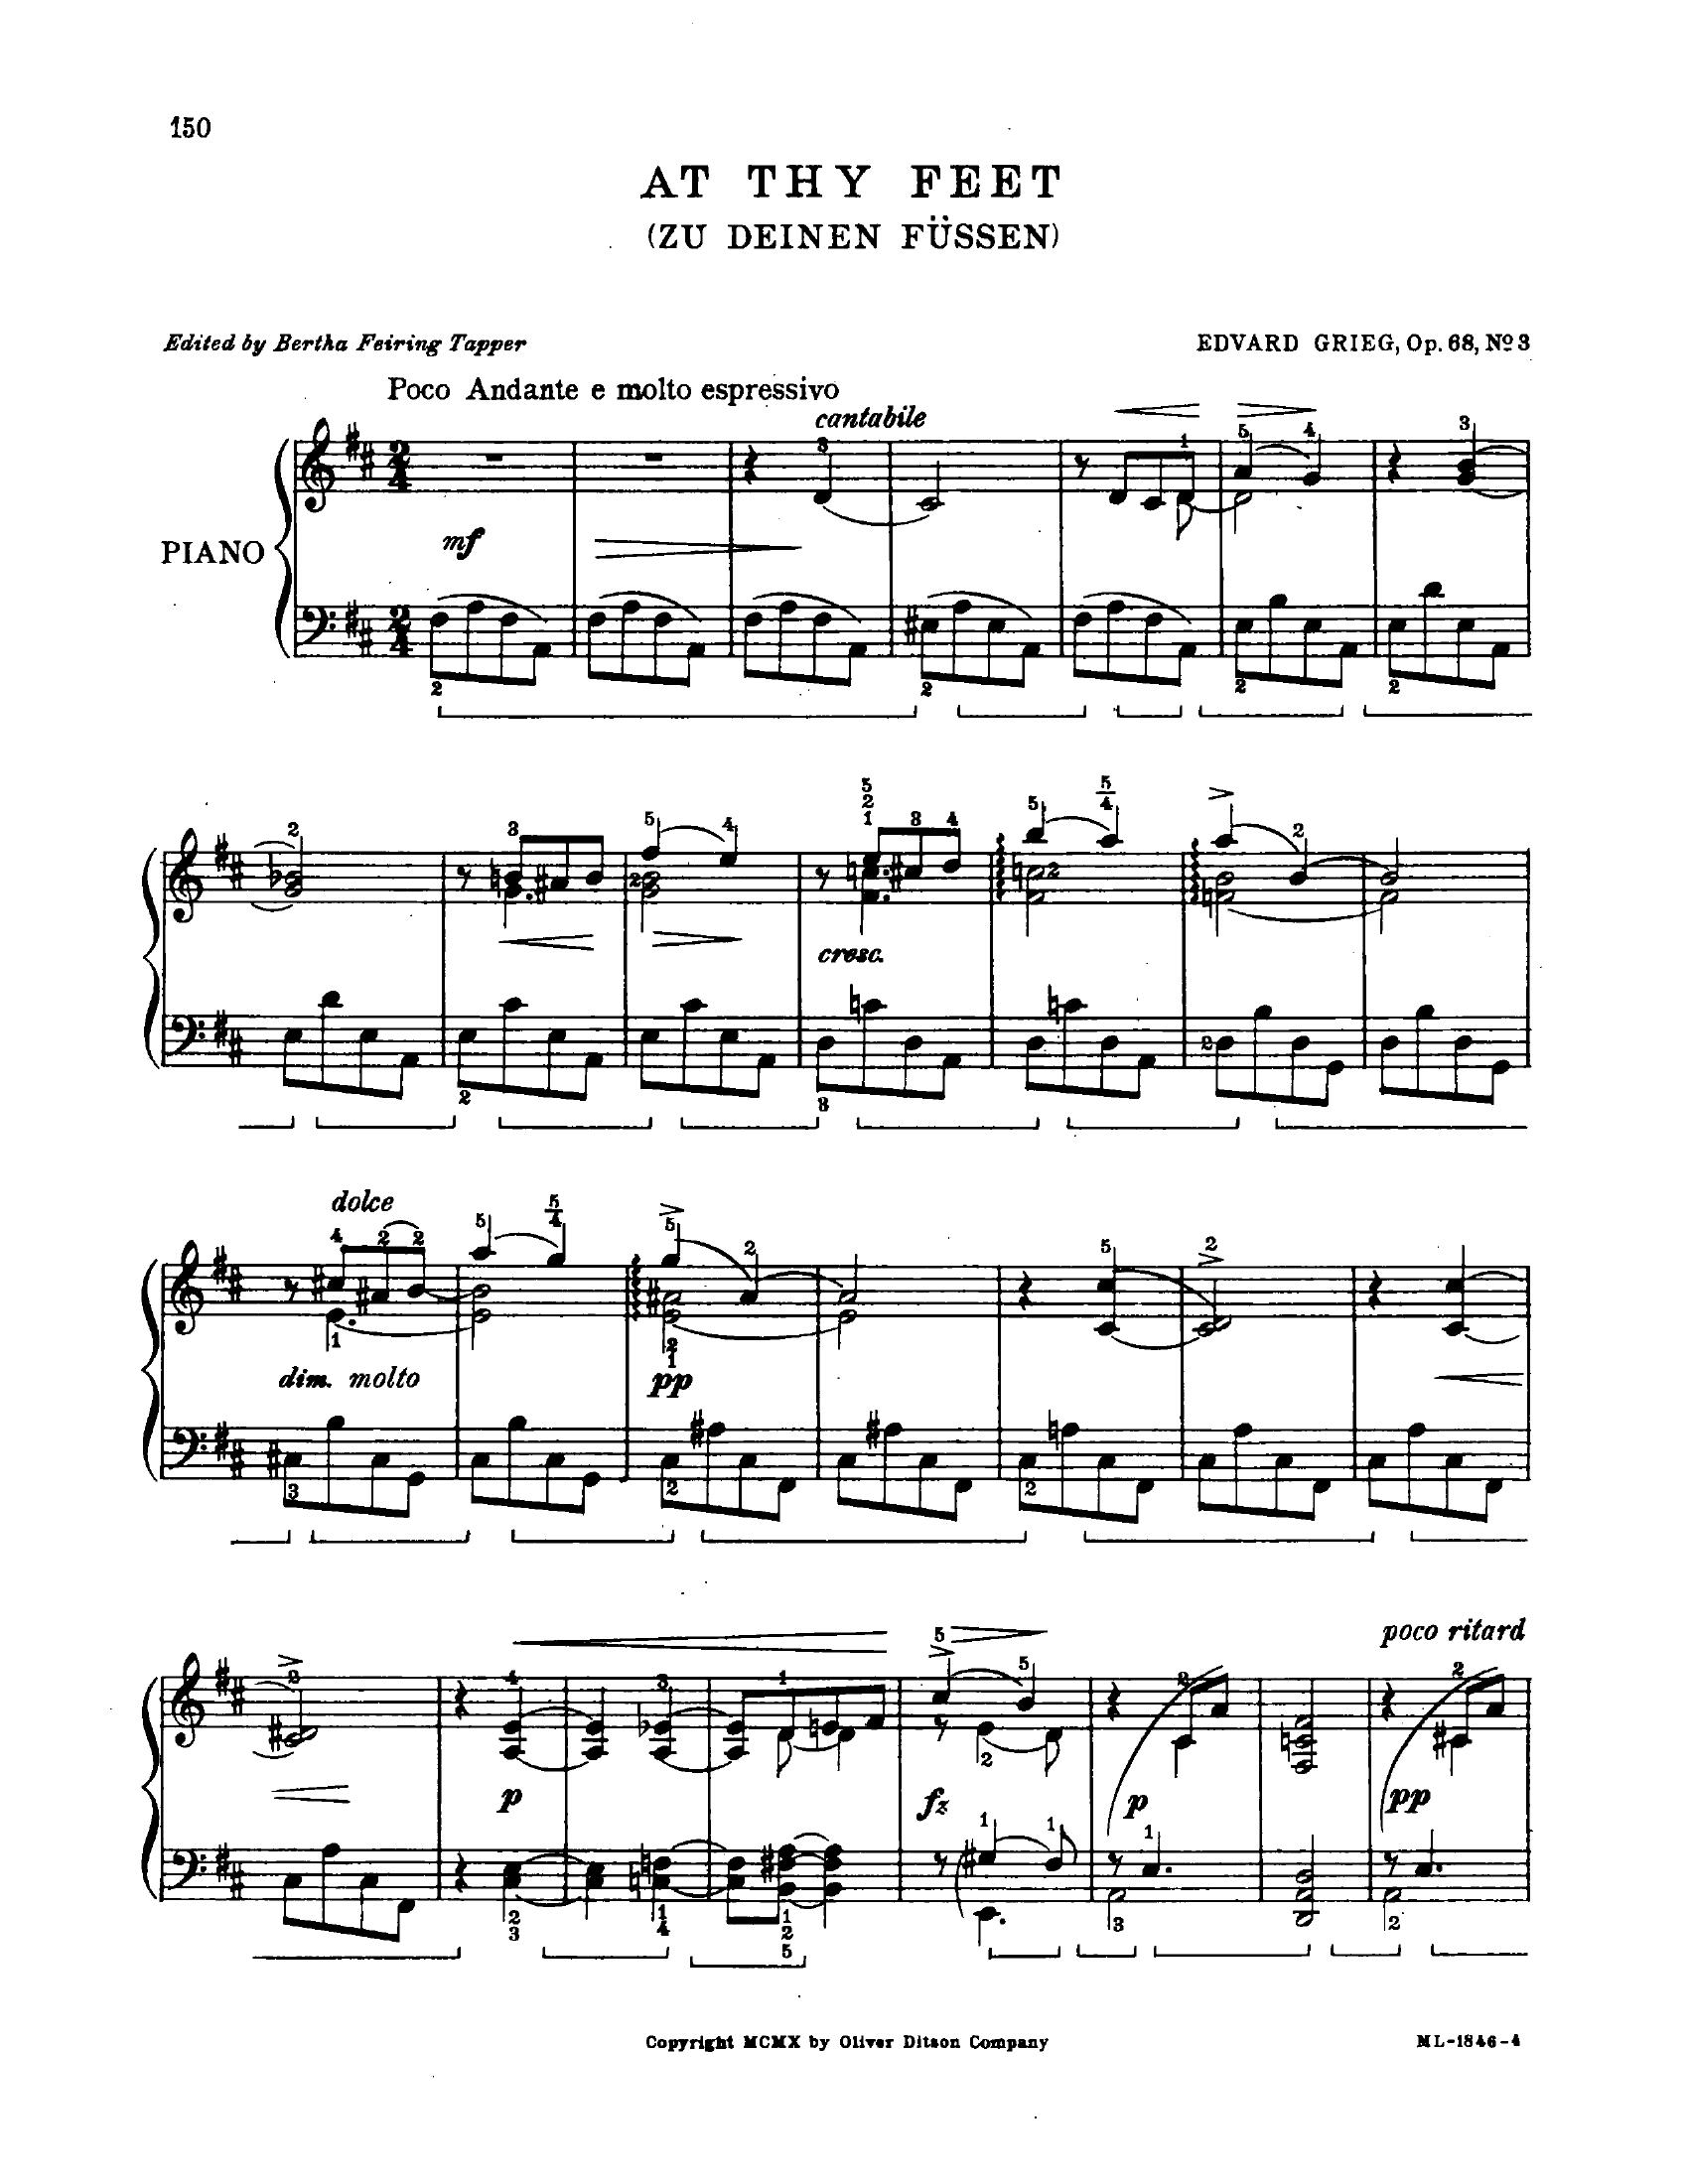 150
AT THY FEET
(ZU DEINEN FÜSSEN)
Edited by Bertha Feiring Tapper
EDVARD GRIEG, Op. 68, No. 3
Poco Andante e molto espressivo
cantabile
mf
PIANO
cresc.
dolce
dim. molto
pp
poco ritard
p
fz
p
pp
Copyright MCMX by Oliver Ditson Company
ML-1846-4